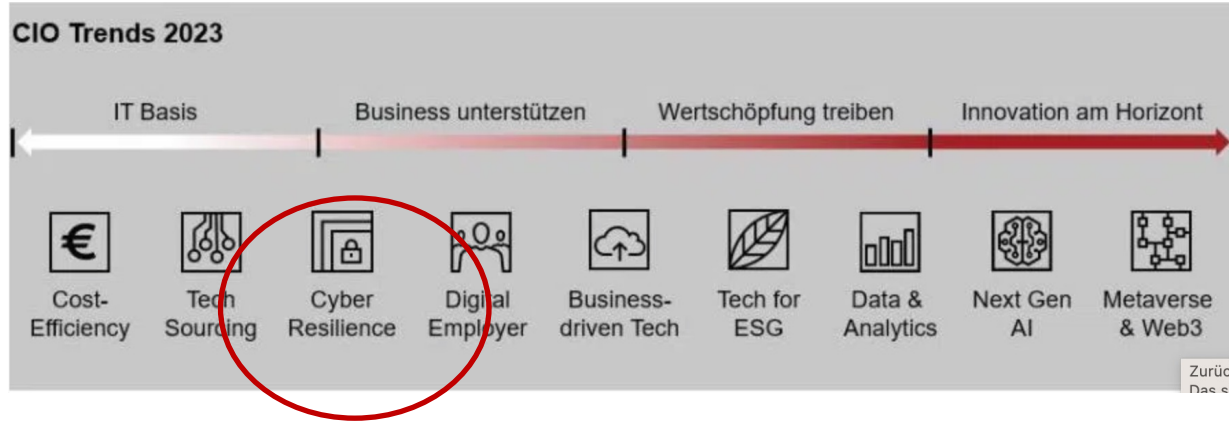 CIO Trends 2023
IT Basis
Business unterstützen
Wertschöpfung treiben
Innovation am Horizont
€
Cost-
Efficiency
Tech
Sourcing
Cyber
Resilience
Digital
Employer
Business-
driven Tech
Tech for
ESG
Data &
Analytics
Next Gen
AI
Metaverse
& Web3